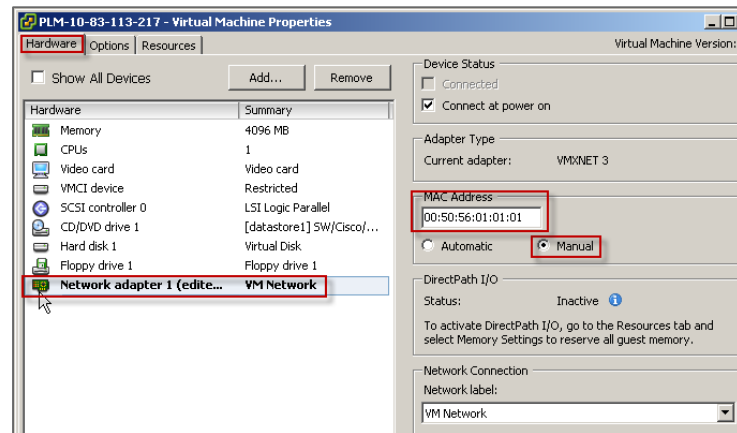 PLM-10-83-113-217 - Virtual Machine Properties
Hardware Options Resources
Virtual Machine Version:
Show All Devices
Add...
Remove
Hardware Summary
Memory 4096 MB
CPUs 1
Video card Video card
VMCI device Restricted
SCSI controller 0 LSI Logic Parallel
CD/DVD drive 1 [datastore1] SW/Cisco/...
Hard disk 1 Virtual Disk
Floppy drive 1 Floppy drive 1
Network adapter 1 (edite... VM Network
Device Status
Connected
Connect at power on
Adapter Type
Current adapter: VMXNET 3
MAC Address
00:50:56:01:01:01
Automatic Manual
DirectPath I/O
Status: Inactive
To activate DirectPath I/O, go to the Resources tab and
select Memory Settings to reserve all guest memory.
Network Connection
Network label:
VM Network